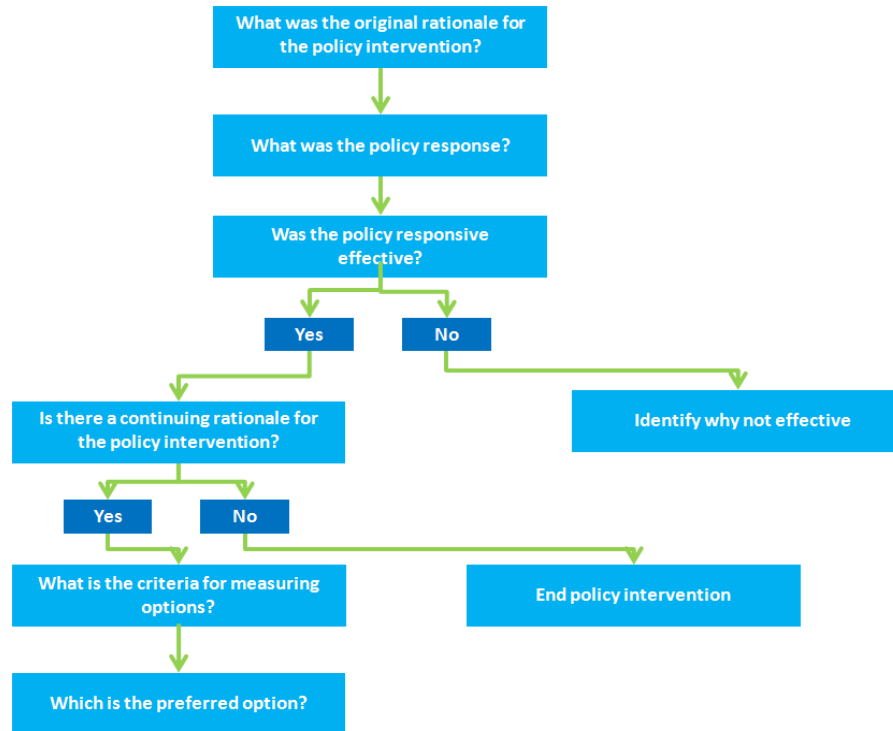 What was the original rationale for
the policy intervention?
What was the policy response?
Was the policy responsive
effective?
Yes
No
Is there a continuing rationale for
the policy intervention?
Identify why not effective
Yes
No
What is the criteria for measuring
options?
End policy intervention
Which is the preferred option?